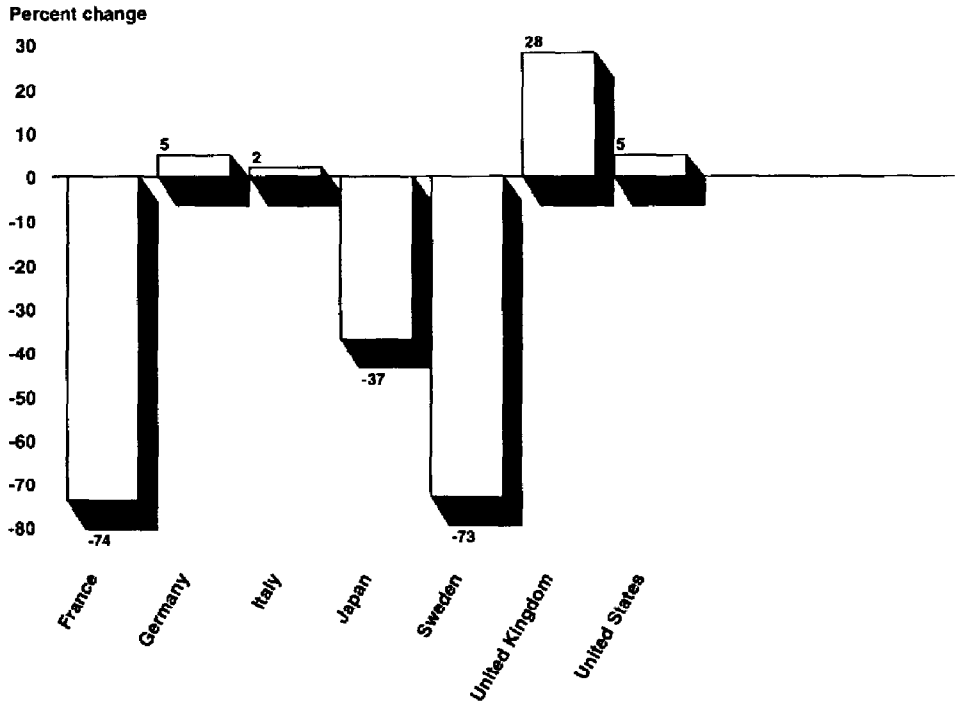 Percent change
30
20
10
0
-10
-20
-30
-40
-50
-60
-70
-80
5
2
28
5
-37
-74
-73
France
Germany
Italy
Japan
Sweden
United Kingdom
United States